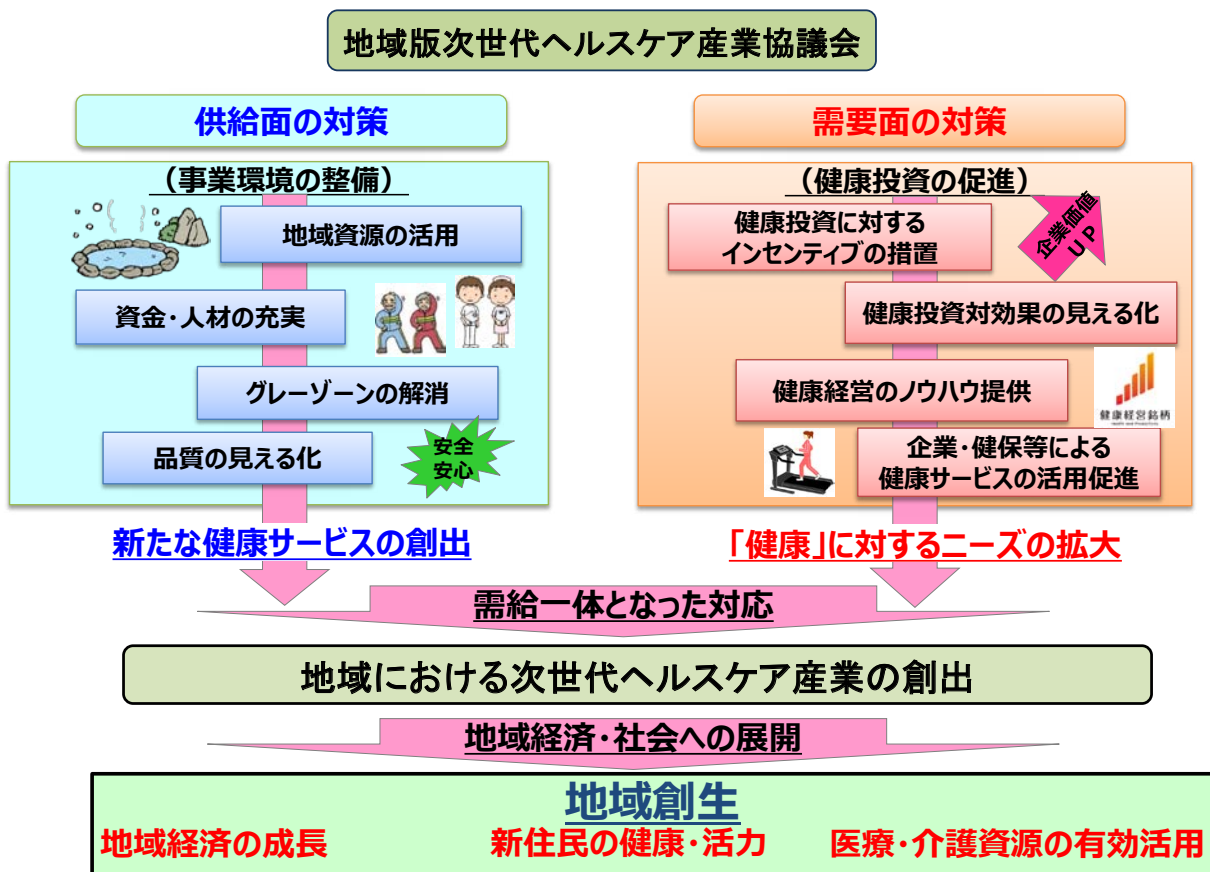 地域版次世代ヘルスケア産業協議会
供給面の対策
（事業環境の整備）
地域資源の活用
資金・人材の充実
グレーゾーンの解消
品質の見える化
安全
安心
新たな健康サービスの創出
需要面の対策
（健康投資の促進）
健康投資に対する
インセンティブの措置
企業価値
ＵＰ
健康投資対効果の見える化
健康経営のノウハウ提供
健康経営銘柄
Health and Productivity
企業・健保等による
健康サービスの活用促進
「健康」に対するニーズの拡大
需給一体となった対応
地域における次世代ヘルスケア産業の創出
地域経済・社会への展開
地域創生
地域経済の成長
新住民の健康・活力
医療・介護資源の有効活用